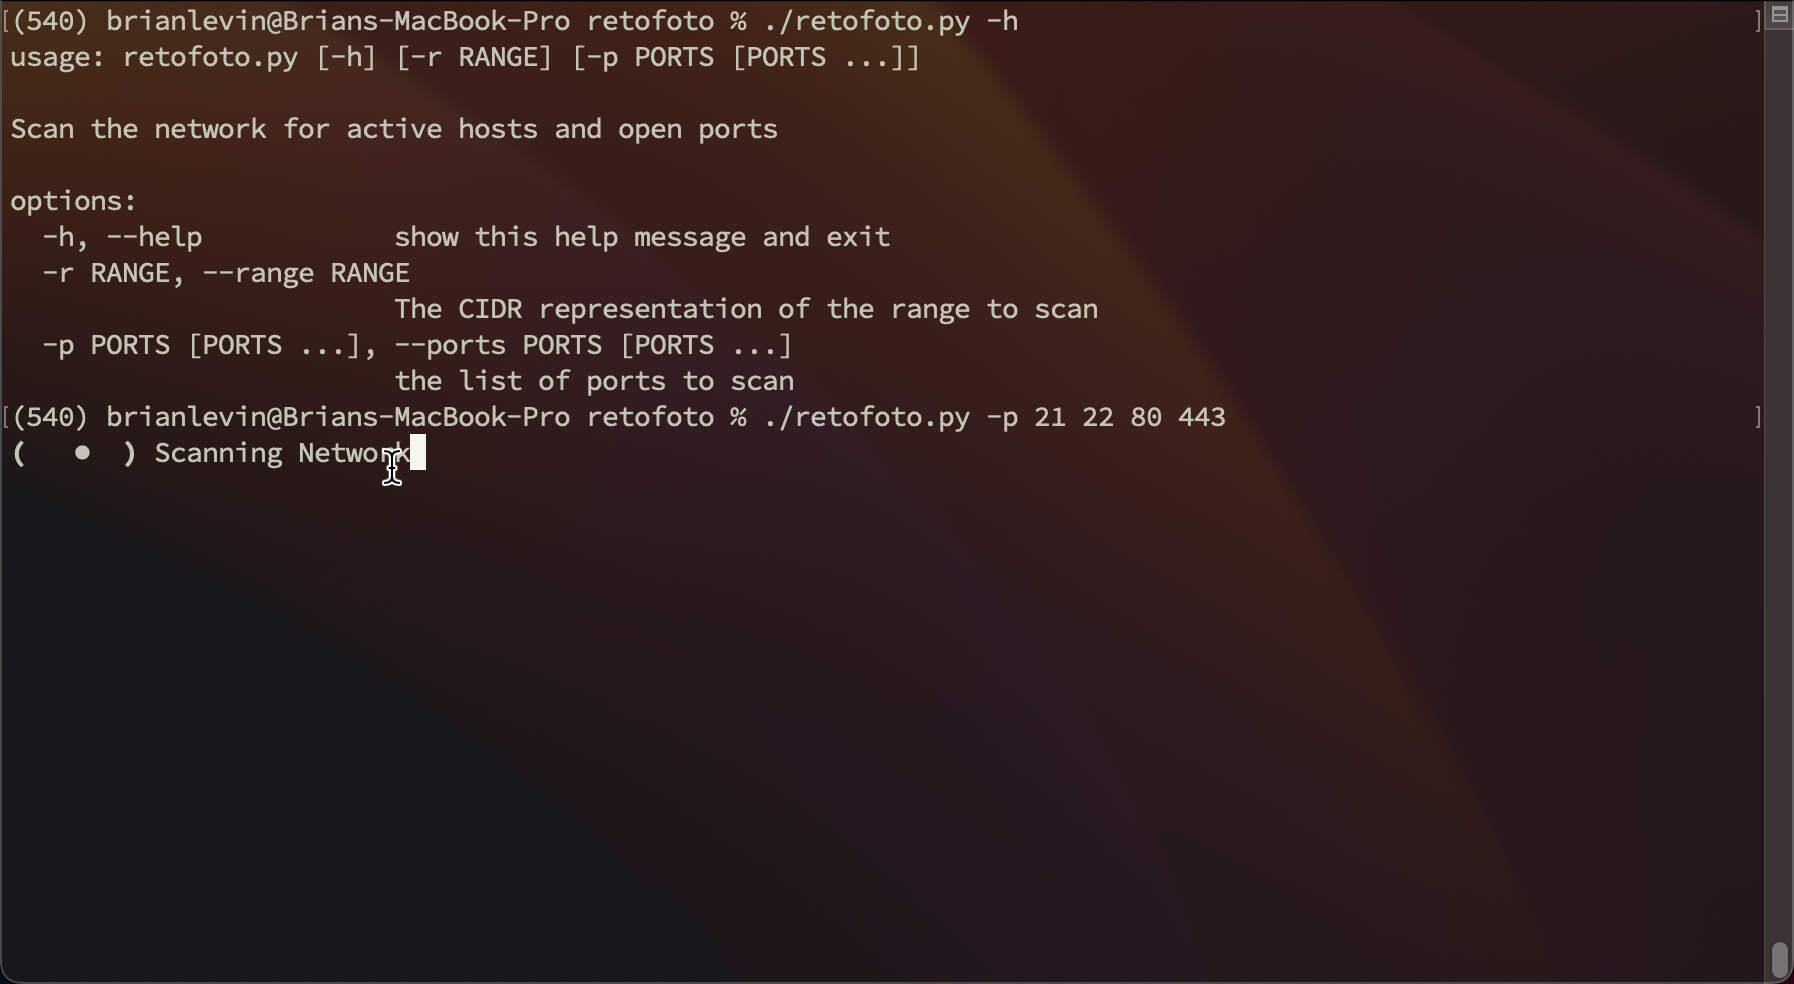 [(540) brianlevin@Brians-MacBook-Pro retofoto % ./retofoto.py -h ]
usage: retofoto.py [-h] [-r RANGE] [-p PORTS [PORTS ...]]
Scan the network for active hosts and open ports
options:
-h, --help show this help message and exit
-r RANGE, --range RANGE
The CIDR representation of the range to scan
-p PORTS [PORTS ...], --ports PORTS [PORTS ...]
the list of ports to scan
[(540) brianlevin@Brians-MacBook-Pro retofoto % ./retofoto.py -p 21 22 80 443 ]
( ● ) Scanning Network